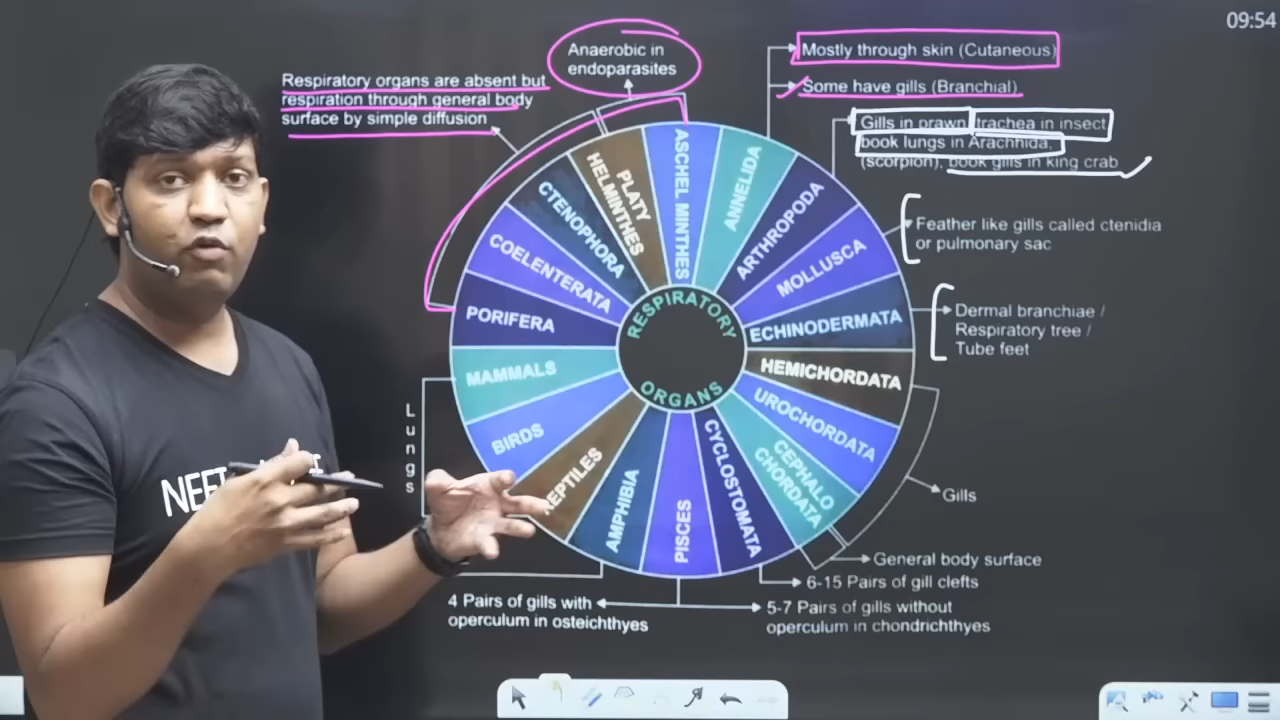 09:54
Anaerobic in
endoparasites
Mostly through skin (Cutaneous)
Some have gills (Branchial)
Respiratory organs are absent but
respiration through general body
surface by simple diffusion
Gills in prawn, trachea in insect
book lungs in Arachnida,
(scorpion), book gills in king crab
Feather like gills called ctenidia
or pulmonary sac
Dermal branchiae /
Respiratory tree /
Tube feet
PORIFERA
COELENTERATA
CTENOPHORA
PLATY
HELMINTHES
ASCHEL MINTHES
ANNELIDA
ARTHROPODA
MOLLUSCA
ECHINODERMATA
HEMICHORDATA
UROCHORDATA
CEPHALO
CHORDATA
CYCLOSTOMATA
PISCES
AMPHIBIA
REPTILES
BIRDS
MAMMALS
RESPIRATORY
ORGANS
Lungs
Gills
General body surface
6-15 Pairs of gill clefts
4 Pairs of gills with
operculum in osteichthyes
5-7 Pairs of gills without
operculum in chondrichthyes
NEET